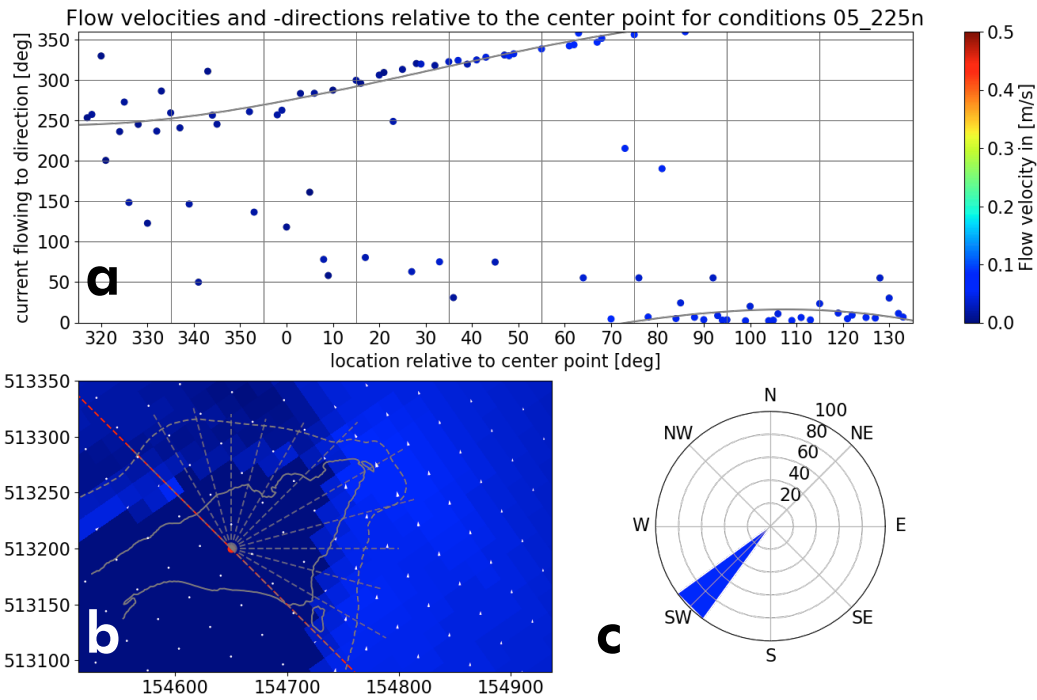 Flow velocities and -directions relative to the center point for conditions 05_225n
current flowing to direction [deg]
350
300
250
200
150
100
50
0
a
320 330 340 350 0 10 20 30 40 50 60 70 80 90 100 110 120 130
location relative to center point [deg]
0.5
0.4
0.3
0.2
0.1
0.0
Flow velocity in [m/s]
513350
513300
513250
513200
513150
513100
b
154600 154700 154800 154900
c
N
NE
E
SE
S
SW
W
NW
100
80
60
40
20